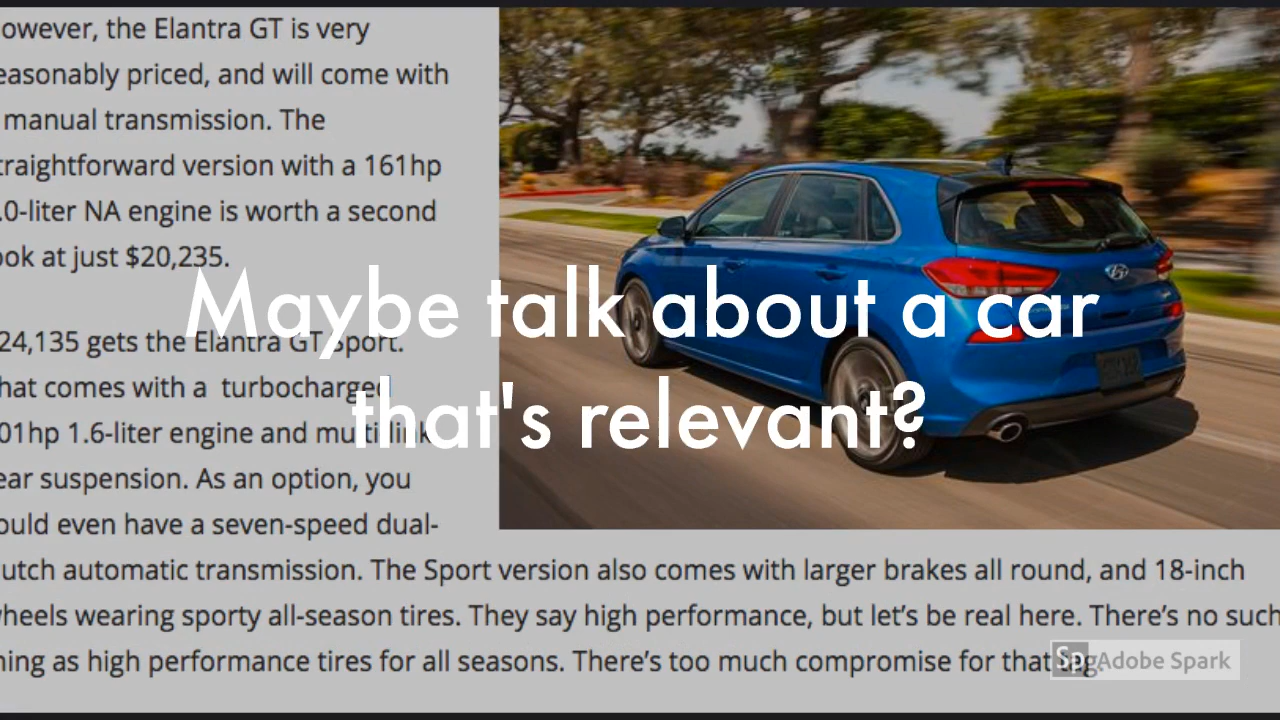 owever, the Elantra GT is very
easonably priced, and will come with
manual transmission. The
traightforward version with a 161hp
.0-liter NA engine is worth a second
ook at just $20,235.
Maybe talk about a car
24,135 gets the Elantra GT Sport.
hat comes with a turbocharged
that's relevant?
01hp 1.6-liter engine and multilink
ear suspension. As an option, you
ould even have a seven-speed dual-
utch automatic transmission. The Sport version also comes with larger brakes all round, and 18-inch
wheels wearing sporty all-season tires. They say high performance, but let’s be real here. There’s no such
hing as high performance tires for all seasons. There’s too much compromise for that tag.
Sp Adobe Spark